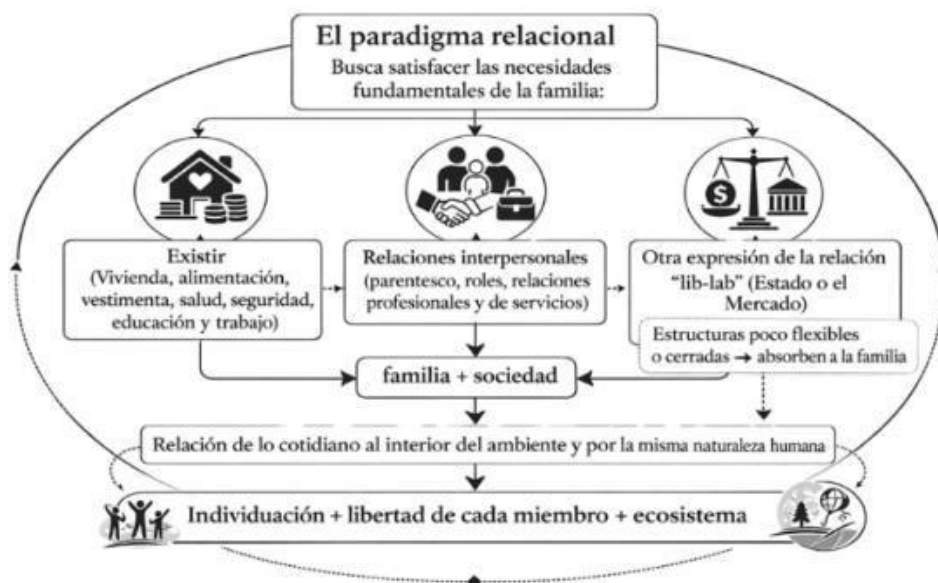 El paradigma relacional
Busca satisfacer las necesidades
fundamentales de la familia:
$
Existir
(Vivienda, alimentación,
vestimenta, salud, seguridad,
educación y trabajo)
Relaciones interpersonales
(parentesco, roles, relaciones
profesionales y de servicios)
Otra expresión de la relación
“lib-lab” (Estado o el
Mercado)
Estructuras poco flexibles
o cerradas → absorben a la familia
familia + sociedad
Relación de lo cotidiano al interior del ambiente y por la misma naturaleza humana
Individuación + libertad de cada miembro + ecosistema